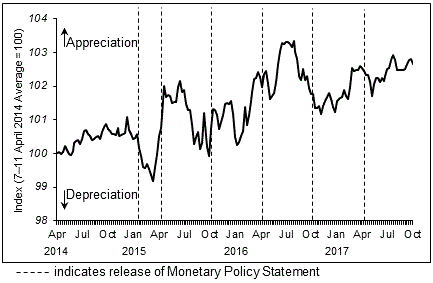 Index (7–11 April 2014 Average = 100)
104
103
102
101
100
99
98
Appreciation
Depreciation
Apr Jul Oct Jan Apr Jul Oct Jan Apr Jul Oct Jan Apr Jul Oct
2014 2015 2016 2017
----- indicates release of Monetary Policy Statement